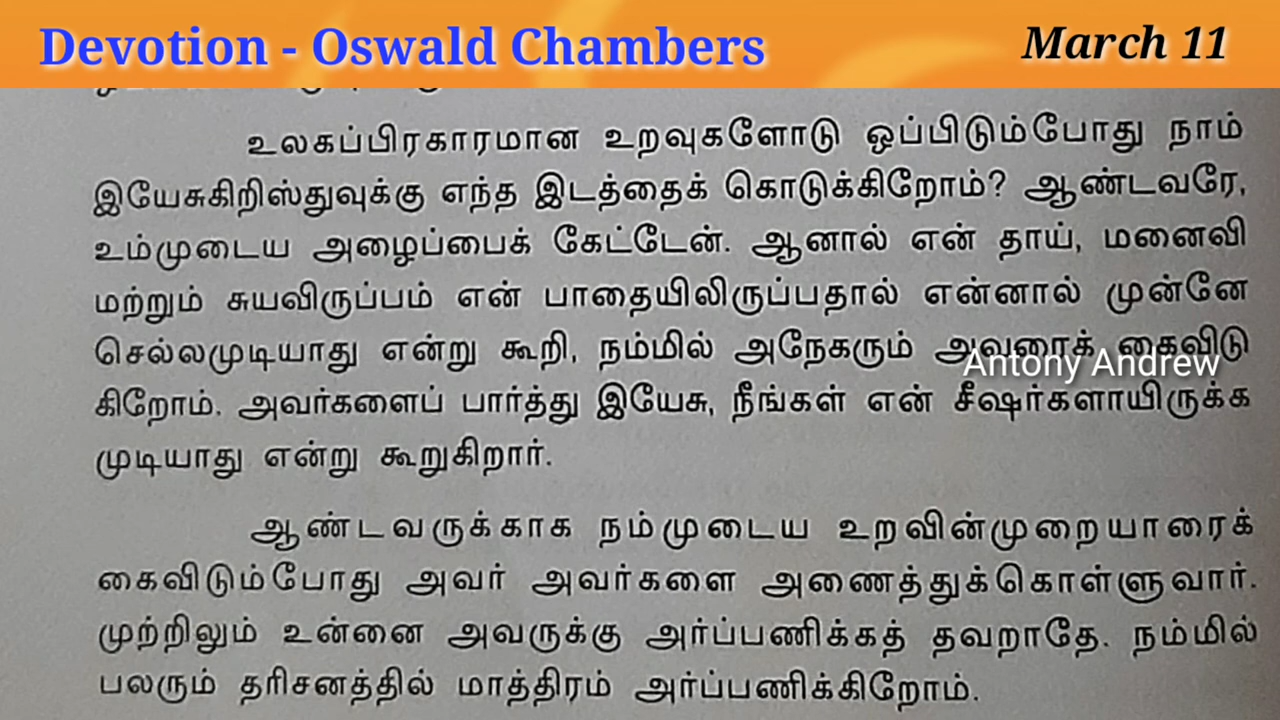 Devotion - Oswald Chambers
March 11
உலகப்பிரகாரமான உறவுகளோடு ஒப்பிடும்போது நாம்
இயேசுகிறிஸ்துவுக்கு எந்த இடத்தைக் கொடுக்கிறோம்? ஆண்டவரே,
உம்முடைய அழைப்பைக் கேட்டேன். ஆனால் என் தாய், மனைவி
மற்றும் சுயவிருப்பம் என் பாதையிலிருப்பதால் என்னால் முன்னே
செல்லமுடியாது என்று கூறி, நம்மில் அநேகரும் அவரைக் கைவிடு
Antony Andrew
கிறோம். அவர்களைப் பார்த்து இயேசு, நீங்கள் என் சீஷர்களாயிருக்க
முடியாது என்று கூறுகிறார்.
ஆண்டவருக்காக நம்முடைய உறவின்முறையாரைக்
கைவிடும்போது அவர் அவர்களை அணைத்துக்கொள்ளுவார்.
முற்றிலும் உன்னை அவருக்கு அர்ப்பணிக்கத் தவறாதே. நம்மில்
பலரும் தரிசனத்தில் மாத்திரம் அர்ப்பணிக்கிறோம்.